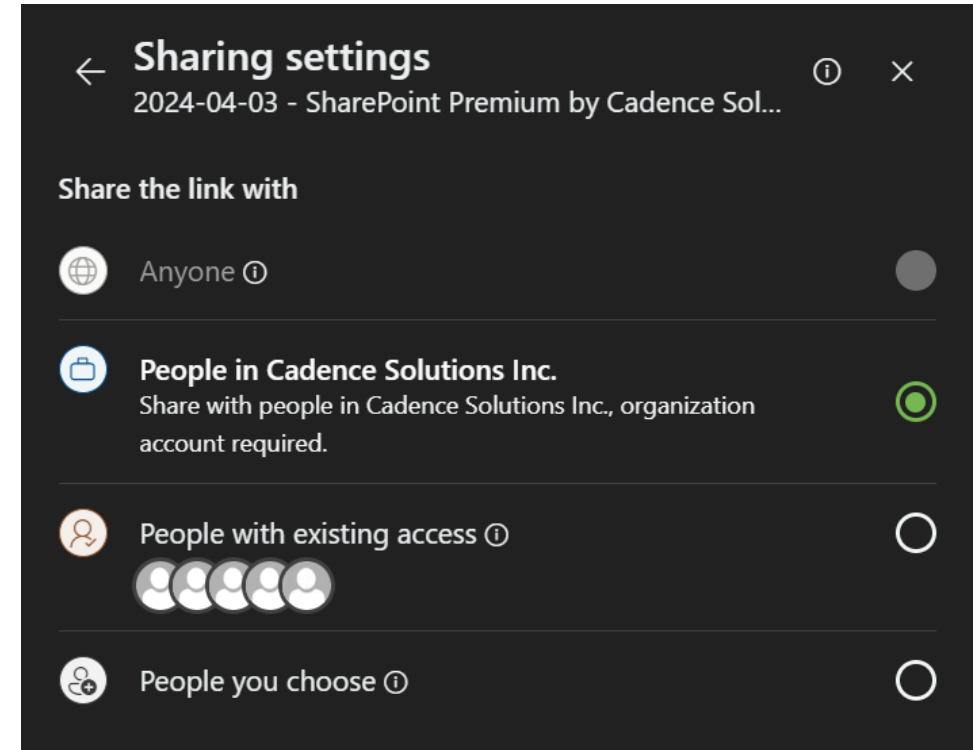 Sharing settings
2024-04-03 - SharePoint Premium by Cadence Sol...
Share the link with
Anyone
People in Cadence Solutions Inc.
Share with people in Cadence Solutions Inc., organization
account required.
People with existing access
People you choose